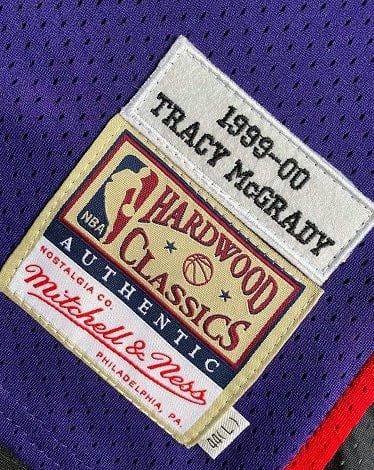 1999-00
TRACY McGRADY
NBA
HARDWOOD
CLASSICS
AUTHENTIC
NOSTALGIA CO.
Mitchell & Ness
PHILADELPHIA, PA.